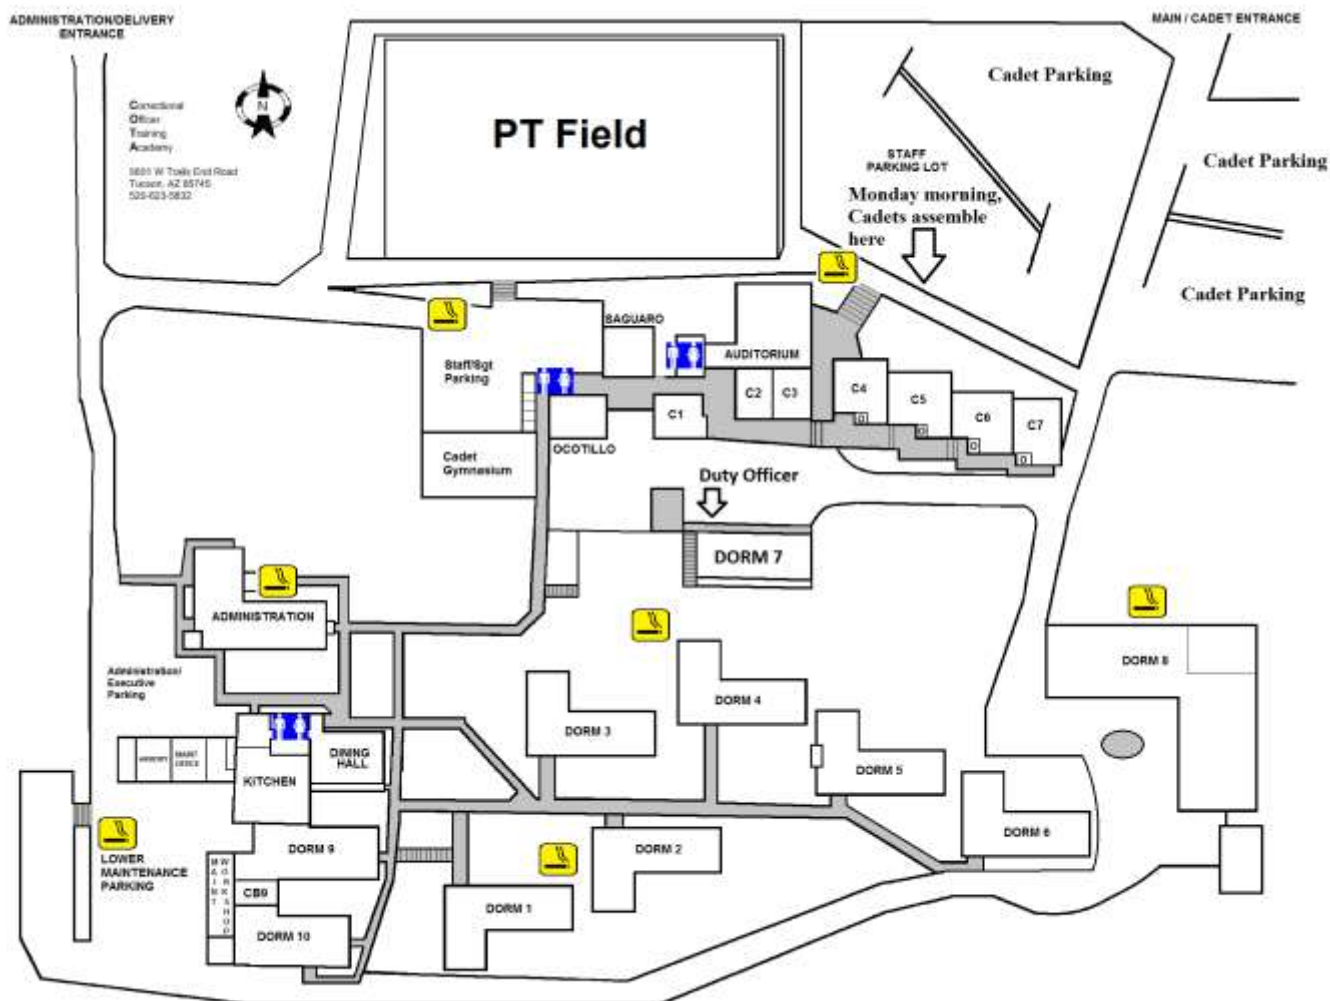 ADMINISTRATION/DELIVERY
ENTRANCE
MAIN / CADET ENTRANCE
N
Correctional
Officer
Training
Academy
Tucson, AZ 85745
PT Field
Cadet Parking
STAFF
PARKING LOT
Monday morning,
Cadets assemble
here
Cadet Parking
Cadet Parking
SAGUARO
AUDITORIUM
Staff/Sgt
Parking
C2
C3
C4
C5
C6
C7
C1
OCOTILLO
Cadet
Gymnasium
Duty Officer
DORM 7
ADMINISTRATION
Administration/
Executive
Parking
DORM 8
DORM 4
DORM 3
DORM 5
DINING
HALL
KITCHEN
DORM 6
LOWER
MAINTENANCE
PARKING
DORM 9
DORM 2
MAINT
WORKSHOP
CB9
DORM 1
DORM 10